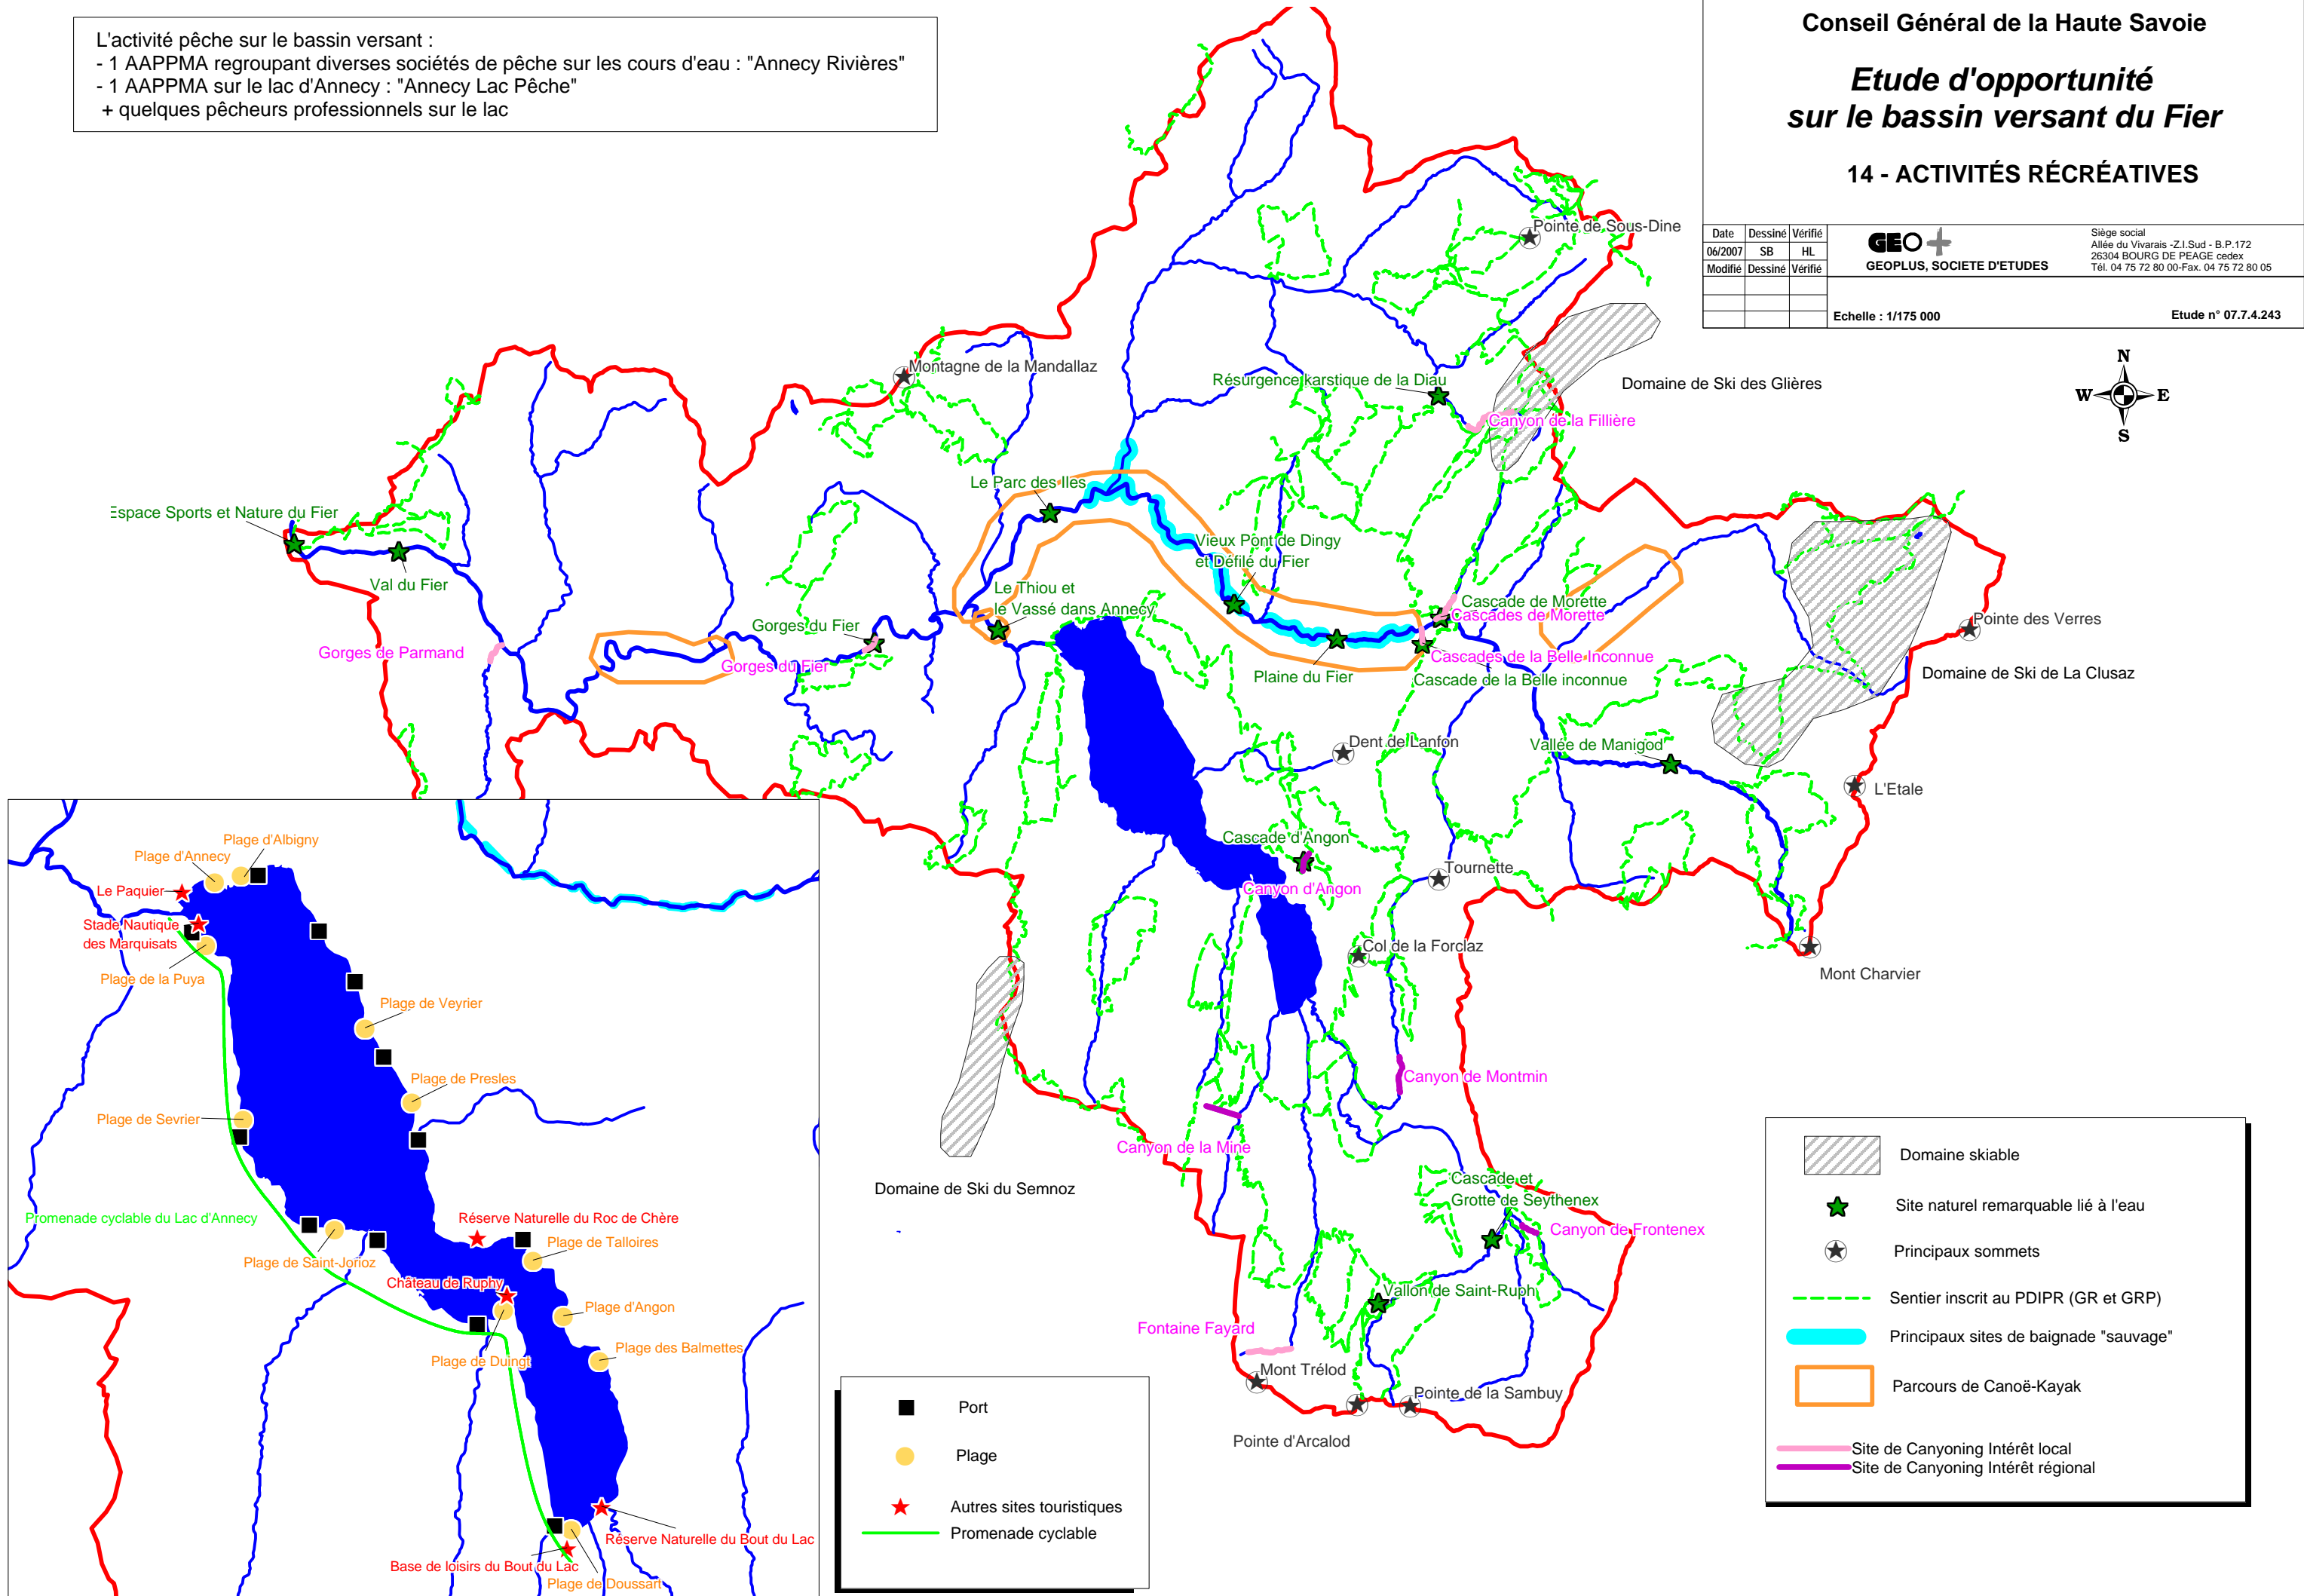 L'activité pêche sur le bassin versant :
- 1 AAPPMA regroupant diverses sociétés de pêche sur les cours d'eau : "Annecy Rivières"
- 1 AAPPMA sur le lac d'Annecy : "Annecy Lac Pêche"
+ quelques pêcheurs professionnels sur le lac
Conseil Général de la Haute Savoie
Etude d'opportunité
sur le bassin versant du Fier
14 - ACTIVITÉS RÉCRÉATIVES
Date Dessiné Vérifié
06/2007 SB HL
Modifié Dessiné Vérifié
GEO+
GEOPLUS, SOCIETE D'ETUDES
Siège social
Allée du Vivarais -Z.I.Sud - B.P.172
26304 BOURG DE PEAGE cedex
Tél. 04 75 72 80 00-Fax. 04 75 72 80 05
Echelle : 1/175 000
Etude n° 07.7.4.243
N
W E
S
Pointe de Sous-Dine
Montagne de la Mandallaz
Résurgence karstique de la Diau
Domaine de Ski des Glières
Canyon de la Fillière
Le Parc des Iles
Espace Sports et Nature du Fier
Val du Fier
Vieux Pont de Dingy
et Défilé du Fier
Le Thiou et
le Vassé dans Annecy
Cascade de Morette
Cascades de Morette
Gorges du Fier
Gorges du Fier
Gorges de Parmand
Cascades de la Belle Inconnue
Cascade de la Belle inconnue
Plaine du Fier
Pointe des Verres
Domaine de Ski de La Clusaz
Dent de Lanfon
Vallée de Manigod
L'Etale
Cascade d'Angon
Canyon d'Angon
Tournette
Col de la Forclaz
Mont Charvier
Canyon de Montmin
Canyon de la Mine
Domaine de Ski du Semnoz
Cascade et
Grotte de Seythenex
Canyon de Frontenex
Vallon de Saint-Ruph
Fontaine Fayard
Mont Trélod
Pointe de la Sambuy
Pointe d'Arcalod
Plage d'Albigny
Plage d'Annecy
Le Paquier
Stade Nautique
des Marquisats
Plage de la Puya
Plage de Veyrier
Plage de Presles
Plage de Sevrier
Promenade cyclable du Lac d'Annecy
Réserve Naturelle du Roc de Chère
Plage de Talloires
Plage de Saint-Jorioz
Château de Ruphy
Plage d'Angon
Plage des Balmettes
Plage de Duingt
Réserve Naturelle du Bout du Lac
Base de loisirs du Bout du Lac
Plage de Doussart
Port
Plage
Autres sites touristiques
Promenade cyclable
Domaine skiable
Site naturel remarquable lié à l'eau
Principaux sommets
Sentier inscrit au PDIPR (GR et GRP)
Principaux sites de baignade "sauvage"
Parcours de Canoë-Kayak
Site de Canyoning Intérêt local
Site de Canyoning Intérêt régional